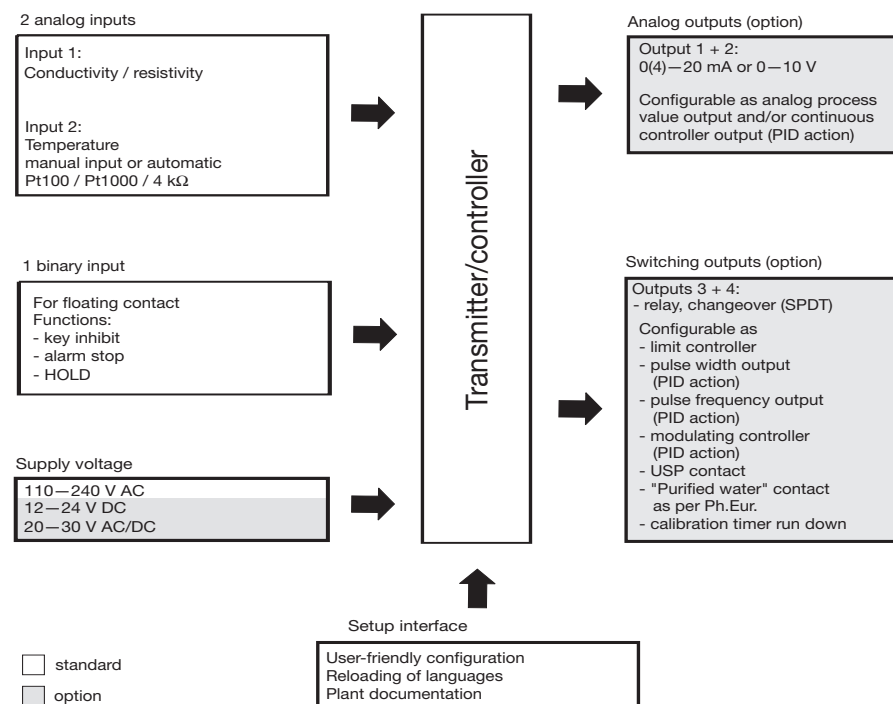 2 analog inputs
Input 1:
Conductivity / resistivity
Input 2:
Temperature
manual input or automatic
Pt100 / Pt1000 / 4 kΩ
1 binary input
For floating contact
Functions:
- key inhibit
- alarm stop
- HOLD
Supply voltage
110—240 V AC
12—24 V DC
20—30 V AC/DC
Transmitter/controller
Analog outputs (option)
Output 1 + 2:
0(4)—20 mA or 0—10 V
Configurable as analog process
value output and/or continuous
controller output (PID action)
Switching outputs (option)
Outputs 3 + 4:
- relay, changeover (SPDT)
Configurable as
- limit controller
- pulse width output
(PID action)
- pulse frequency output
(PID action)
- modulating controller
(PID action)
- USP contact
- "Purified water" contact
as per Ph.Eur.
- calibration timer run down
Setup interface
User-friendly configuration
Reloading of languages
Plant documentation
standard
option